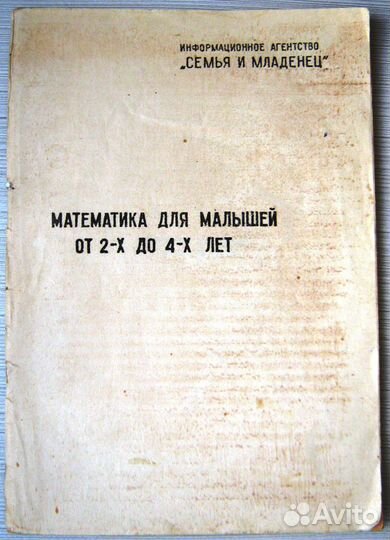 ИНФОРМАЦИОННОЕ АГЕНТСТВО
„СЕМЬЯ И МЛАДЕНЕЦ"
МАТЕМАТИКА ДЛЯ МАЛЫШЕЙ
ОТ 2-Х ДО 4-Х ЛЕТ
Avito